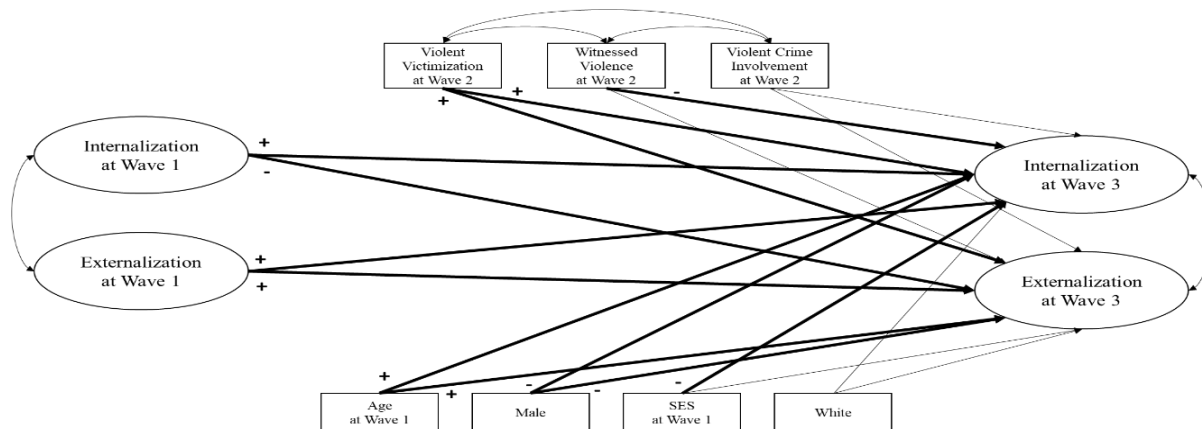 Violent
Victimization
at Wave 2
Witnessed
Violence
at Wave 2
Violent Crime
Involvement
at Wave 2
+
+
-
Internalization
at Wave 1
+
-
Externalization
at Wave 1
+
+
Internalization
at Wave 3
Externalization
at Wave 3
+
+
-
-
-
Age
at Wave 1
Male
SES
at Wave 1
White